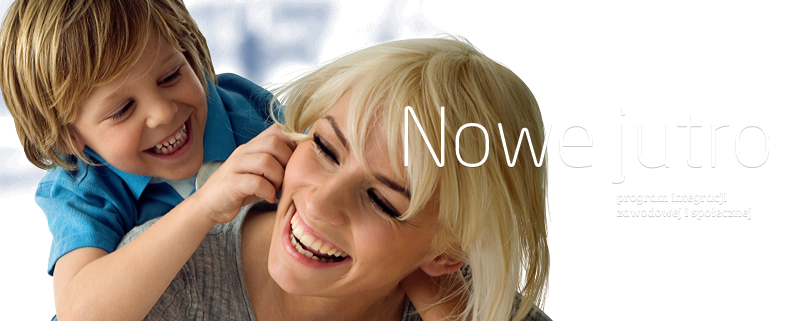 Nowe jutro
program integracji
zawodowej i społecznej